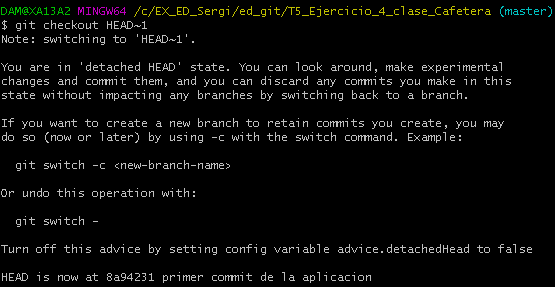 DAM@XA13A2 MINGW64 /c/EX_ED_Sergi/ed_git/T5_Ejercicio_4_clase_Cafetera (master)
$ git checkout HEAD~1
Note: switching to 'HEAD~1'.

You are in 'detached HEAD' state. You can look around, make experimental
changes and commit them, and you can discard any commits you make in this
state without impacting any branches by switching back to a branch.

If you want to create a new branch to retain commits you create, you may
do so (now or later) by using -c with the switch command. Example:

  git switch -c <new-branch-name>

Or undo this operation with:

  git switch -

Turn off this advice by setting config variable advice.detachedHead to false

HEAD is now at 8a94231 primer commit de la aplicacion